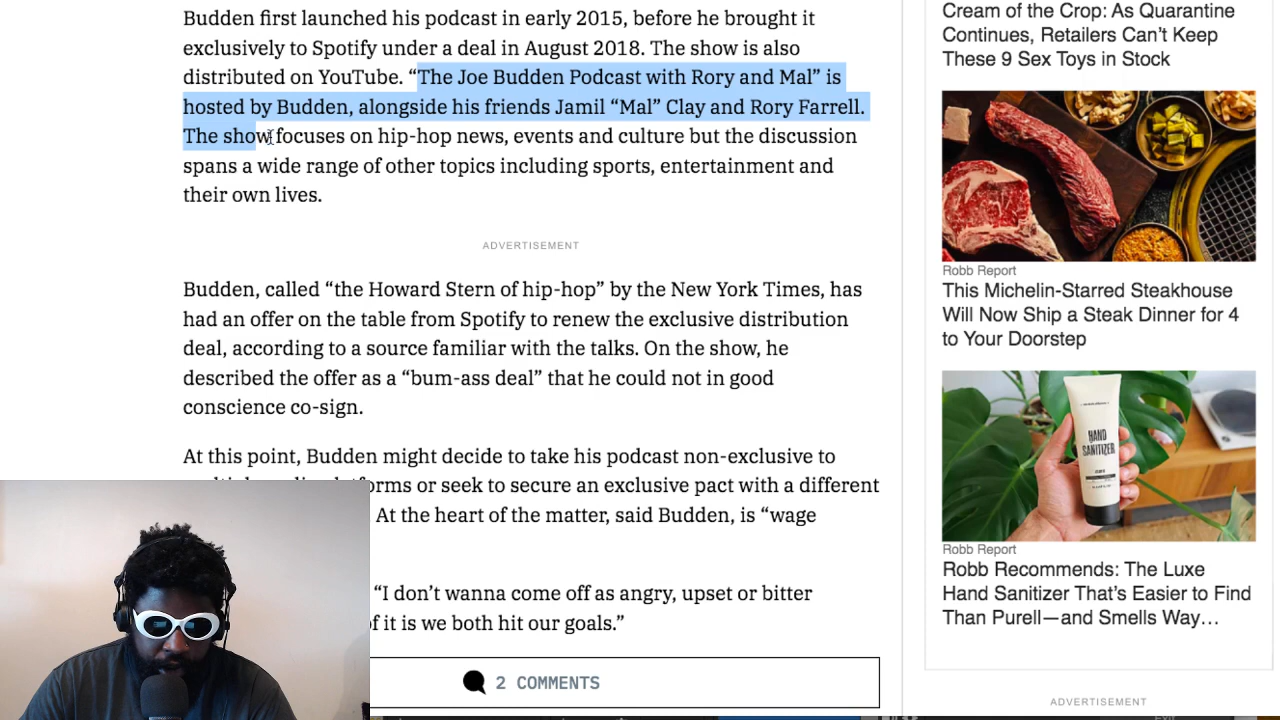 Budden first launched his podcast in early 2015, before he brought it
exclusively to Spotify under a deal in August 2018. The show is also
distributed on YouTube. “The Joe Budden Podcast with Rory and Mal” is
hosted by Budden, alongside his friends Jamil “Mal” Clay and Rory Farrell.
The show focuses on hip-hop news, events and culture but the discussion
spans a wide range of other topics including sports, entertainment and
their own lives.
ADVERTISEMENT
Budden, called “the Howard Stern of hip-hop” by the New York Times, has
had an offer on the table from Spotify to renew the exclusive distribution
deal, according to a source familiar with the talks. On the show, he
described the offer as a “bum-ass deal” that he could not in good
conscience co-sign.
At this point, Budden might decide to take his podcast non-exclusive to
or seek to secure an exclusive pact with a different
At the heart of the matter, said Budden, is “wage
“I don’t wanna come off as angry, upset or bitter
of it is we both hit our goals.”
2 COMMENTS
Cream of the Crop: As Quarantine
Continues, Retailers Can’t Keep
These 9 Sex Toys in Stock
Robb Report
This Michelin-Starred Steakhouse
Will Now Ship a Steak Dinner for 4
to Your Doorstep
HAND
SANITIZER
Robb Report
Robb Recommends: The Luxe
Hand Sanitizer That’s Easier to Find
Than Purell—and Smells Way…
ADVERTISEMENT